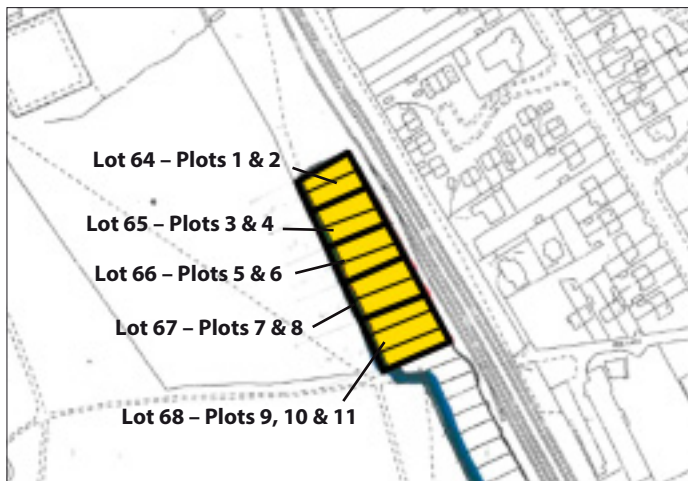 Lot 64 – Plots 1 & 2
Lot 65 – Plots 3 & 4
Lot 66 – Plots 5 & 6
Lot 67 – Plots 7 & 8
Lot 68 – Plots 9, 10 & 11